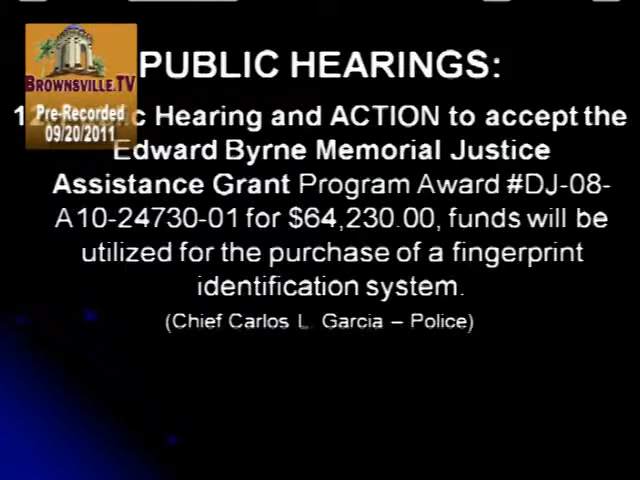 PUBLIC HEARINGS:
BROWNSVILLE.TV
Pre-Recorded
09/20/2011
Hearing and ACTION to accept the
Edward Byrne Memorial Justice
Assistance Grant Program Award #DJ-08-
A10-24730-01 for $64,230.00, funds will be
utilized for the purchase of a fingerprint
identification system.
(Chief Carlos L. Garcia – Police)